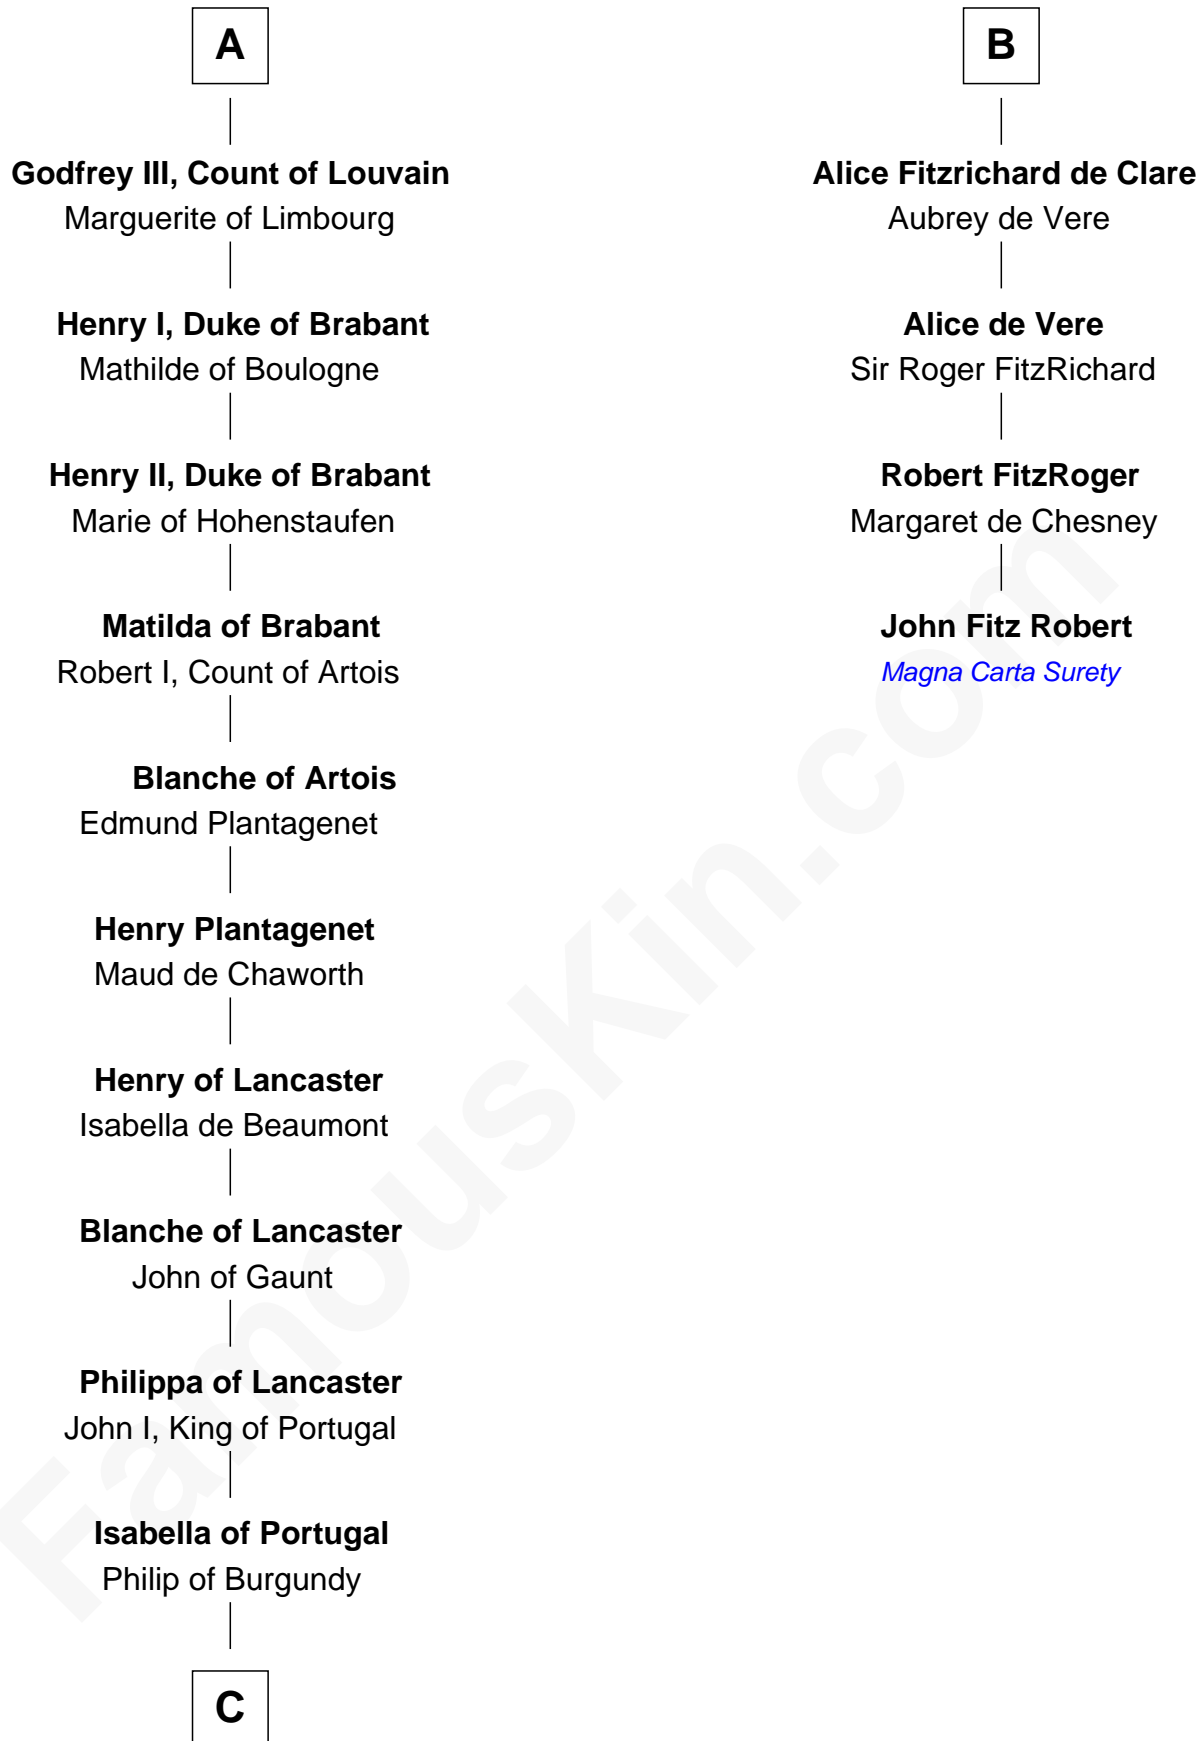 A
Godfrey III, Count of Louvain
Marguerite of Limbourg
Henry I, Duke of Brabant
Mathilde of Boulogne
Henry II, Duke of Brabant
Marie of Hohenstaufen
Matilda of Brabant
Robert I, Count of Artois
Blanche of Artois
Edmund Plantagenet
Henry Plantagenet
Maud de Chaworth
Henry of Lancaster
Isabella de Beaumont
Blanche of Lancaster
John of Gaunt
Philippa of Lancaster
John I, King of Portugal
Isabella of Portugal
Philip of Burgundy
C
B
Alice Fitzrichard de Clare
Aubrey de Vere
Alice de Vere
Sir Roger FitzRichard
Robert FitzRoger
Margaret de Chesney
John Fitz Robert
Magna Carta Surety
FamousKin.com